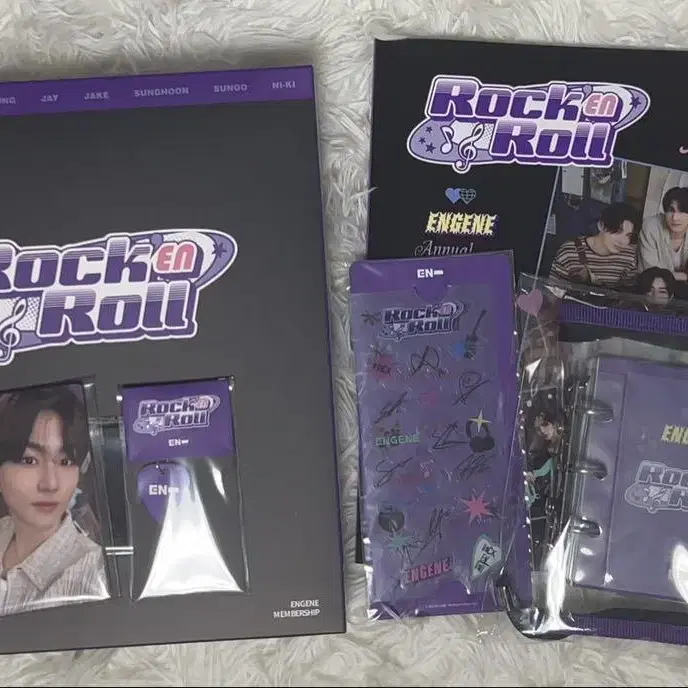 JAY JAKE SUNGHOON SUNOO NI-KI
Rock'EN
Roll
ROCK'EN
ROLL
EN-
EN-
ENGENE
MEMBERSHIP
Rock'EN
Roll
ENGENE
Annual
EN-
Rock'EN
Roll
ENGENE
ENGENE
Rock
Roll